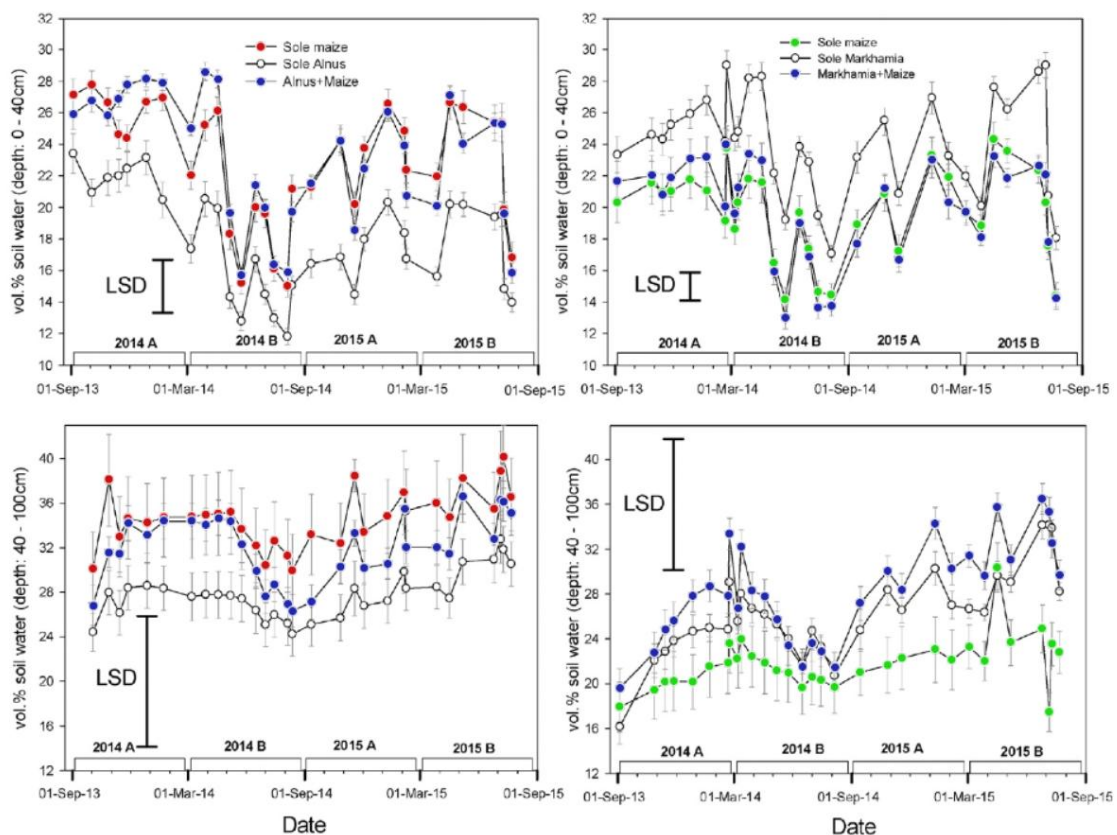 32
30
28
26
24
22
20
18
16
14
12
10
vol.% soil water (depth: 0 - 40cm)
Sole maize
Sole Alnus
Alnus+Maize
LSD
2014 A
2014 B
2015 A
2015 B
01-Sep-13
01-Mar-14
01-Sep-14
01-Mar-15
01-Sep-15
32
30
28
26
24
22
20
18
16
14
12
10
vol.% soil water (depth: 0 - 40cm)
Sole maize
Sole Markhamia
Markhamia+Maize
LSD
2014 A
2014 B
2015 A
2015 B
01-Sep-13
01-Mar-14
01-Sep-14
01-Mar-15
01-Sep-15
40
36
32
28
24
20
16
12
vol.% soil water (depth: 40 - 100cm)
LSD
2014 A
2014 B
2015 A
2015 B
01-Sep-13
01-Mar-14
01-Sep-14
01-Mar-15
01-Sep-15
Date
40
36
32
28
24
20
16
12
vol.% soil water (depth: 40 - 100cm)
LSD
2014 A
2014 B
2015 A
2015 B
01-Sep-13
01-Mar-14
01-Sep-14
01-Mar-15
01-Sep-15
Date